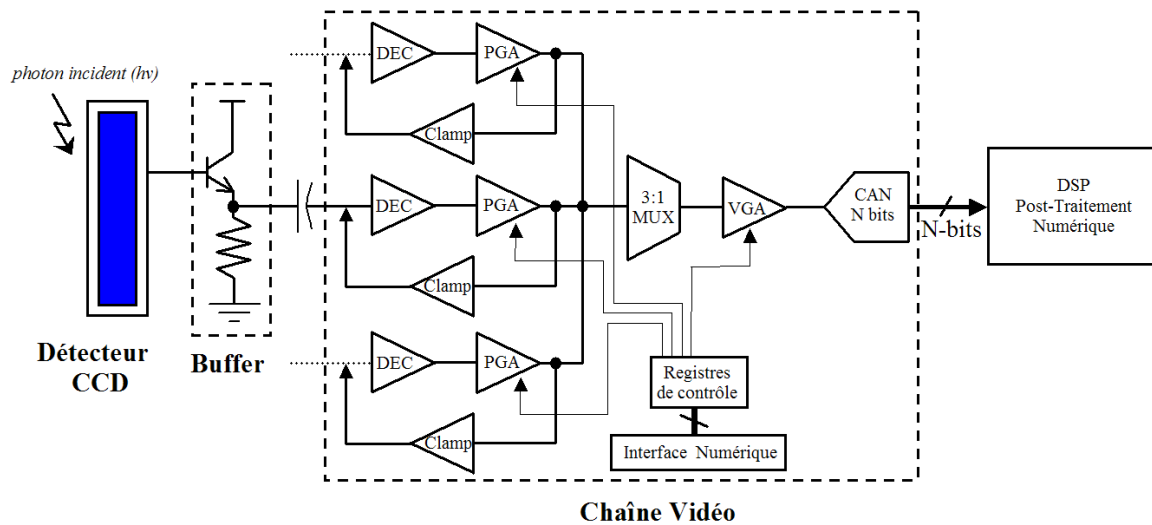 photon incident (hν)
DEC
PGA
Clamp
DEC
PGA
Clamp
DEC
PGA
Clamp
3:1
MUX
VGA
CAN
N bits
N-bits
DSP
Post-Traitement
Numérique
Détecteur
CCD
Buffer
Registres
de contrôle
Interface Numérique
Chaîne Vidéo